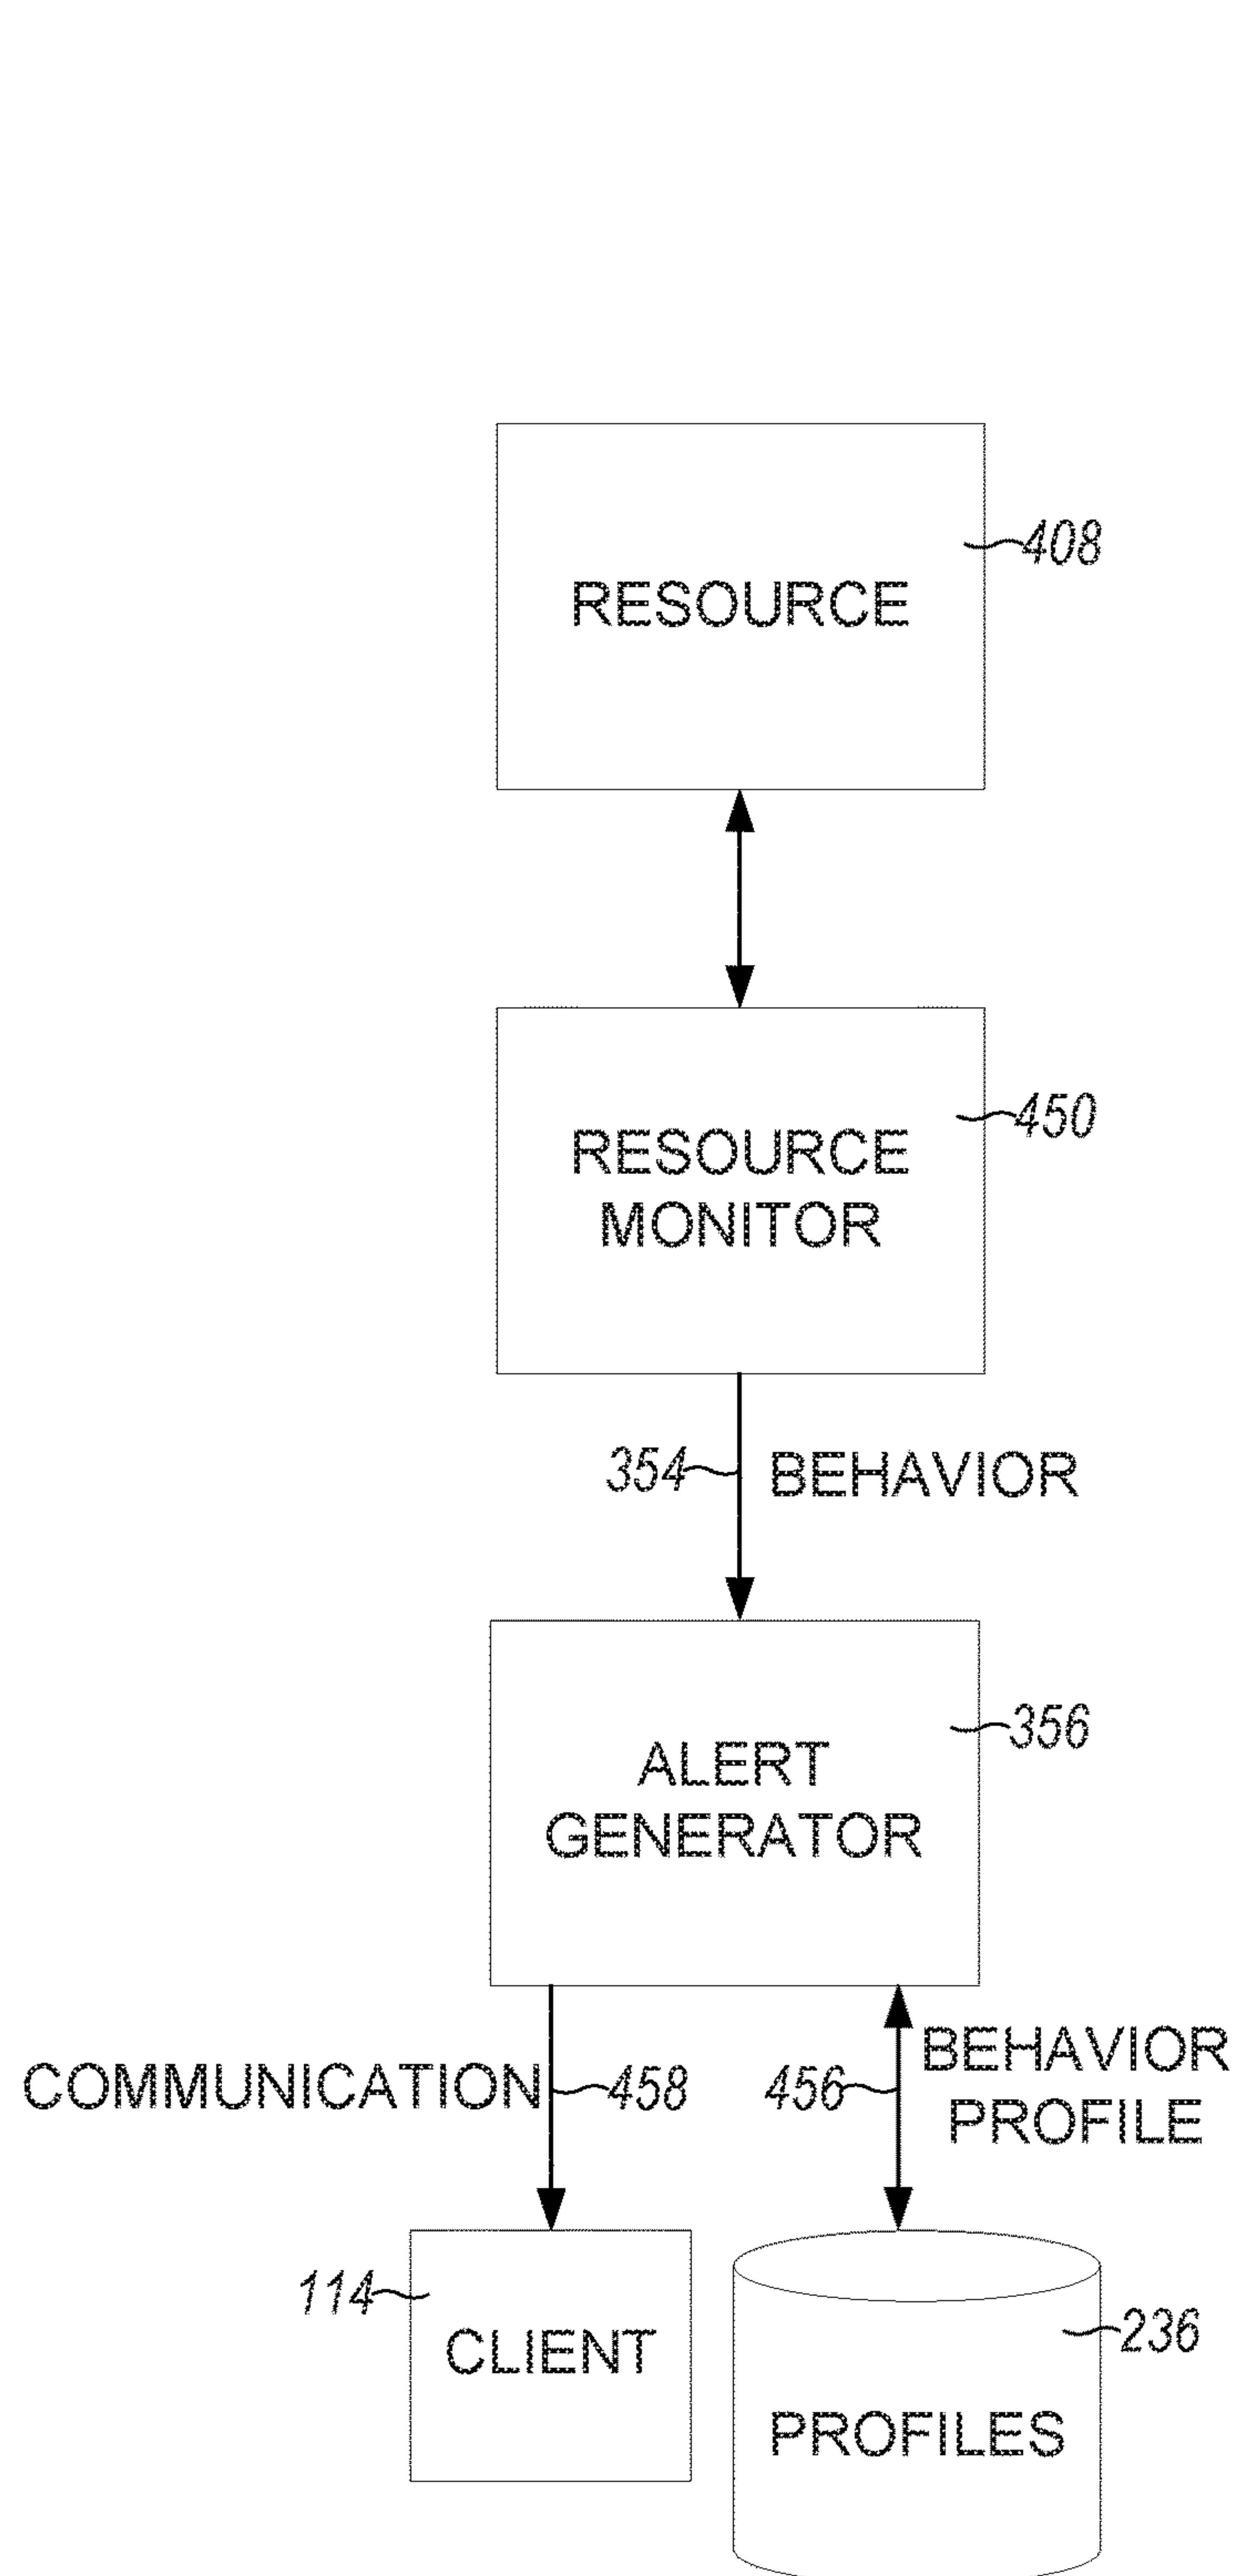 408
RESOURCE
450
RESOURCE
MONITOR
354 BEHAVIOR
356
ALERT
GENERATOR
COMMUNICATION 458
456 BEHAVIOR
PROFILE
114
CLIENT
236
PROFILES